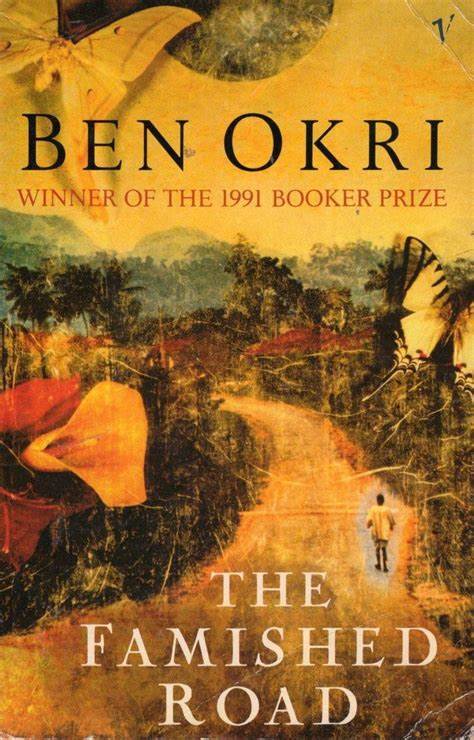 BEN OKRI
WINNER OF THE 1991 BOOKER PRIZE
THE
FAMISHED
ROAD